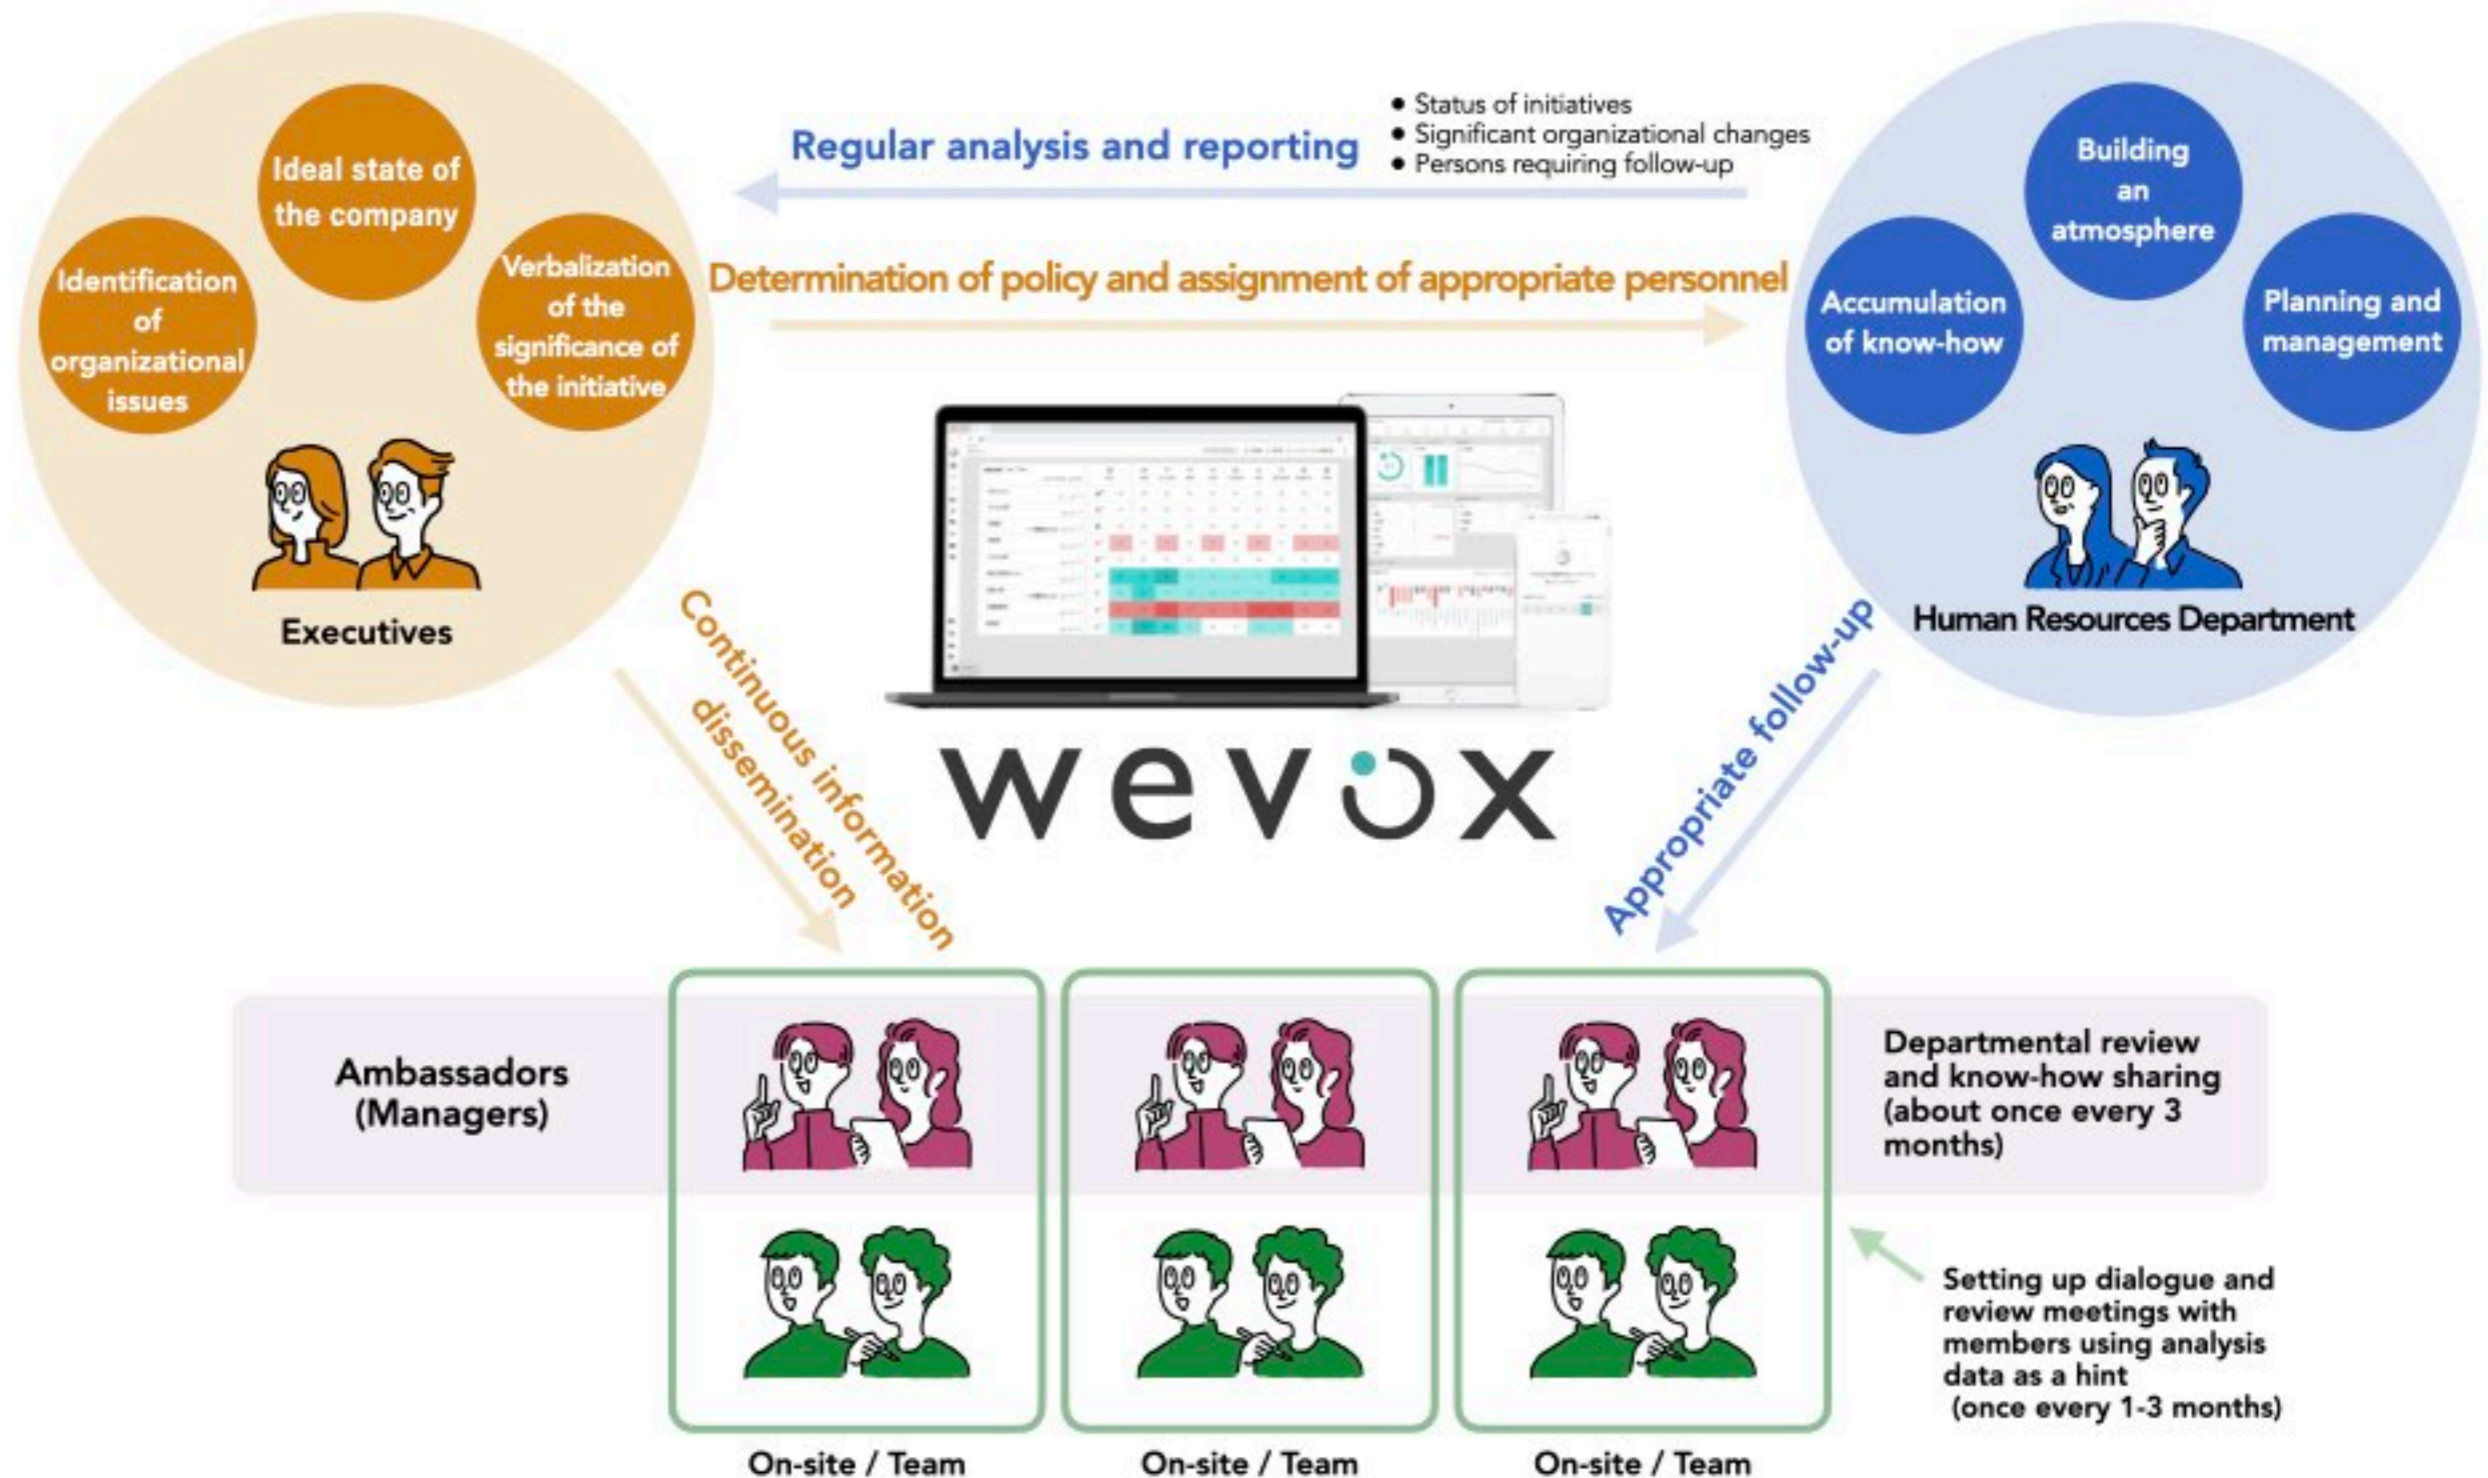 Ideal state of
the company
Identification
of
organizational
issues
Verbalization
of the
significance of
the initiative
Executives
Regular analysis and reporting
• Status of initiatives
• Significant organizational changes
• Persons requiring follow-up
Determination of policy and assignment of appropriate personnel
Building
an
atmosphere
Accumulation
of know-how
Planning and
management
Human Resources Department
Continuous information
dissemination
wevox
Appropriate follow-up
Ambassadors
(Managers)
Departmental review
and know-how sharing
(about once every 3
months)
Setting up dialogue and
review meetings with
members using analysis
data as a hint
(once every 1-3 months)
On-site / Team
On-site / Team
On-site / Team